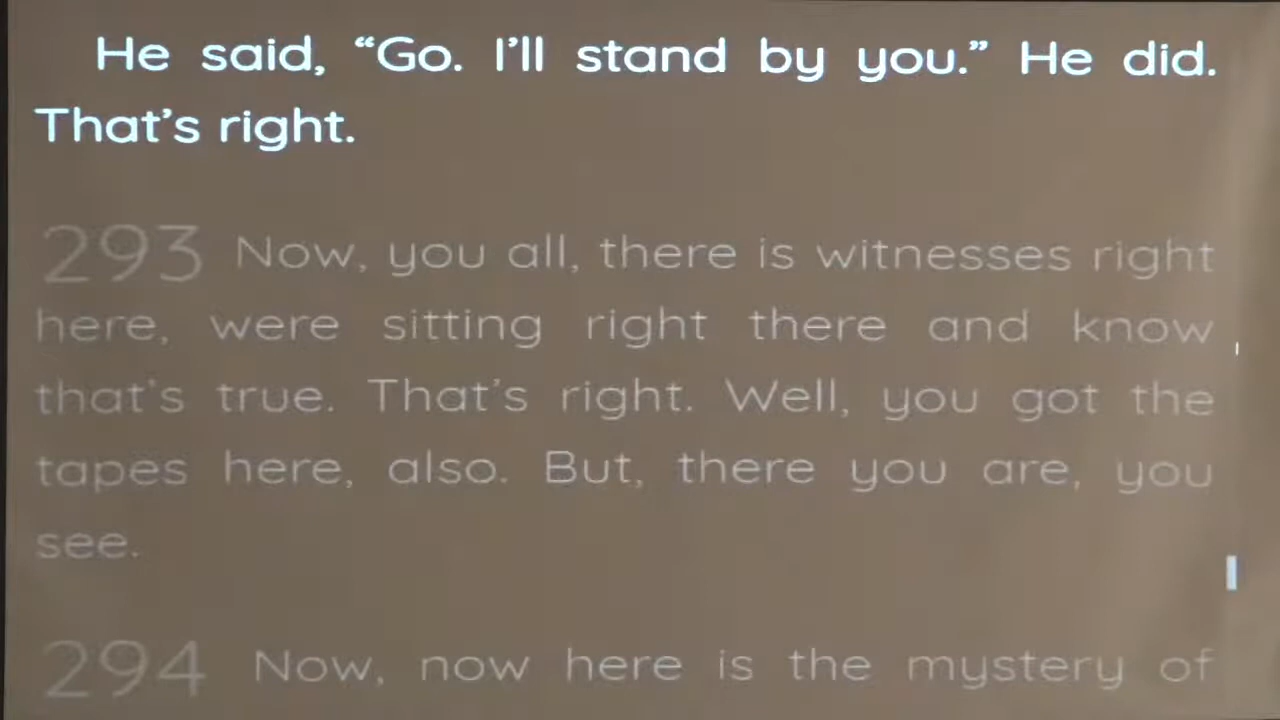 He said, “Go. I’ll stand by you.” He did.
That’s right.
293 Now, you all, there is witnesses right
here, were sitting right there and know
that’s true. That’s right. Well, you got the
tapes here, also. But, there you are, you
see.
294 Now, now here is the mystery of